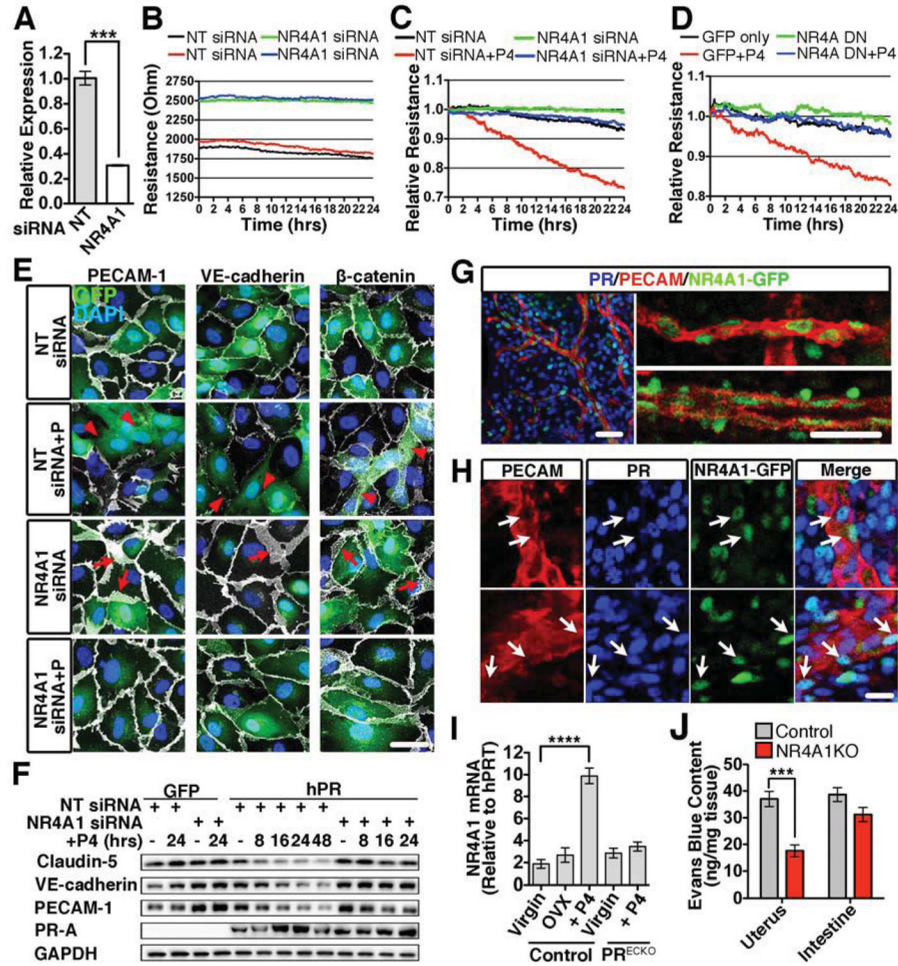 A
***
Relative Expression
1.2
1.0
0.8
0.6
0.4
0.2
0
siRNA
NT
NR4A1
B
NT siRNA NR4A1 siRNA
NT siRNA NR4A1 siRNA
Resistance (Ohm)
2750
2500
2250
2000
1750
1500
1250
0 2 4 6 8 10 12 14 16 18 20 22 24
Time (hrs)
C
NT siRNA NR4A1 siRNA
NT siRNA+P4 NR4A1 siRNA+P4
Relative Resistance
1.1
1.0
0.9
0.8
0.7
0 2 4 6 8 10 12 14 16 18 20 22 24
Time (hrs)
D
GFP only NR4A DN
GFP+P4 NR4A DN+P4
Relative Resistance
1.1
1.0
0.9
0.8
0 2 4 6 8 10 12 14 16 18 20 22 24
Time (hrs)
E
PECAM-1 VE-cadherin β-catenin
GFP
DAPI
NT siRNA
NT siRNA+P
NR4A1 siRNA
NR4A1 siRNA+P
F
GFP hPR
NT siRNA + + + + + + +
NR4A1 siRNA + + + + + +
+P4 (hrs) - 24 - 24 - 8 16 24 48 - 8 16 24
Claudin-5
VE-cadherin
PECAM-1
PR-A
GAPDH
G
PR/PECAM/NR4A1-GFP
H
PECAM PR NR4A1-GFP Merge
I
NR4A1 mRNA
(Relative to hPRT)
12
10
8
6
4
2
0
****
Virgin OVX + P4 Virgin + P4
Control PRᴱᶜᴷᴼ
J
Control
NR4A1KO
Evans Blue Content
(ng/mg tissue)
50
40
30
20
10
0
***
Uterus Intestine